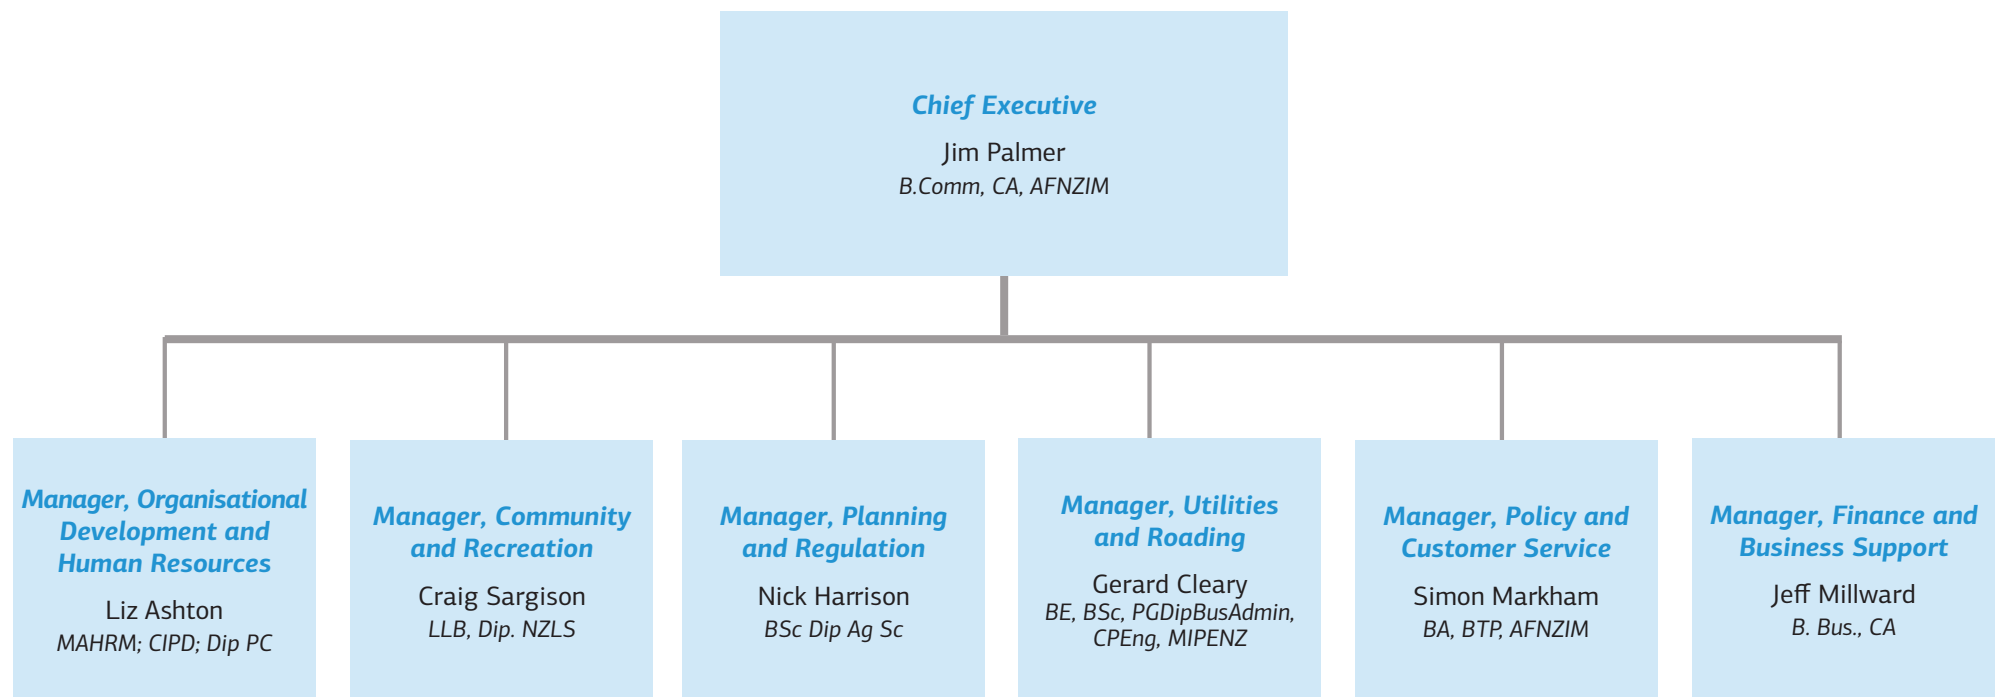 Chief Executive
Jim Palmer
B.Comm, CA, AFNZIM
Manager, Organisational
Development and
Human Resources
Liz Ashton
MAHRM; CIPD; Dip PC
Manager, Community
and Recreation
Craig Sargison
LLB, Dip. NZLS
Manager, Planning
and Regulation
Nick Harrison
BSc Dip Ag Sc
Manager, Utilities
and Roading
Gerard Cleary
BE, BSc, PGDipBusAdmin,
CPEng, MIPENZ
Manager, Policy and
Customer Service
Simon Markham
BA, BTP, AFNZIM
Manager, Finance and
Business Support
Jeff Millward
B. Bus., CA